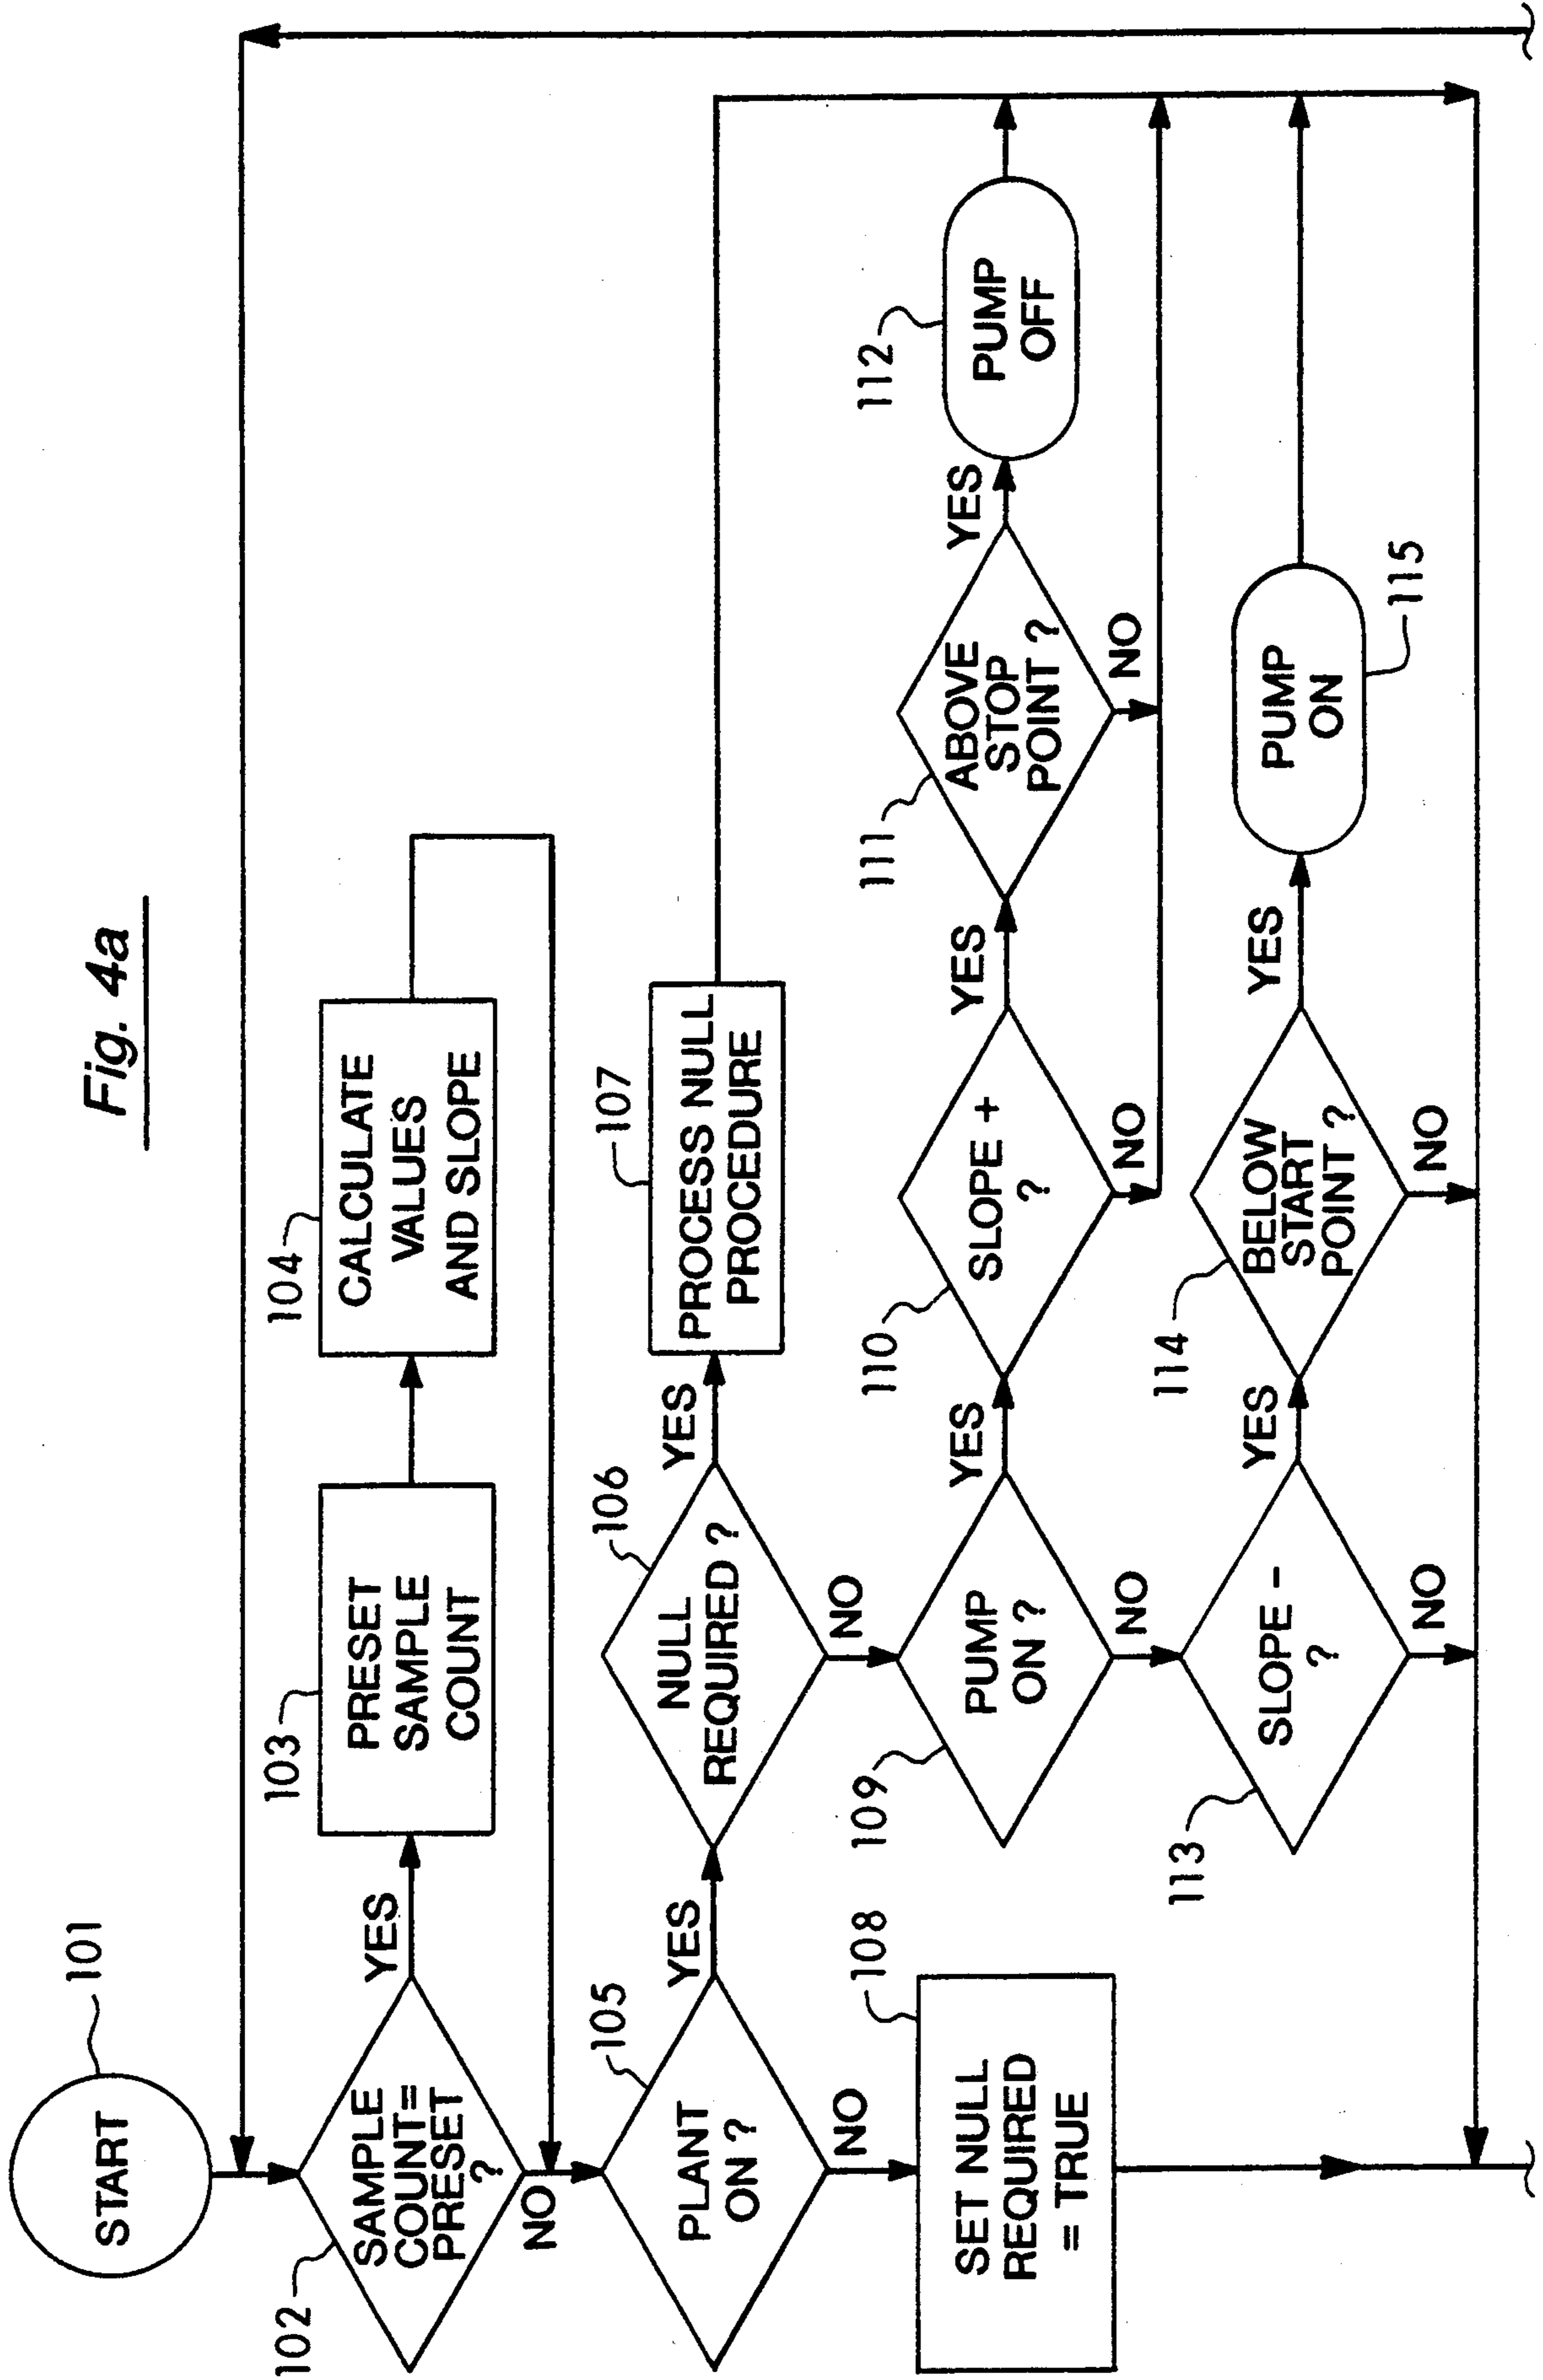 Fig. 4a
101
START
102
SAMPLE
COUNT=
PRESET
?
YES
NO
103
PRESET
SAMPLE
COUNT
104
CALCULATE
VALUES
AND SLOPE
105
PLANT
ON ?
YES
NO
106
NULL
REQUIRED ?
YES
NO
107
PROCESS NULL
PROCEDURE
108
SET NULL
REQUIRED
= TRUE
109
PUMP
ON ?
YES
NO
110
SLOPE +
?
YES
NO
111
ABOVE
STOP
POINT ?
YES
NO
112
PUMP
OFF
113
SLOPE –
?
YES
NO
114
BELOW
START
POINT ?
YES
NO
115
PUMP
ON